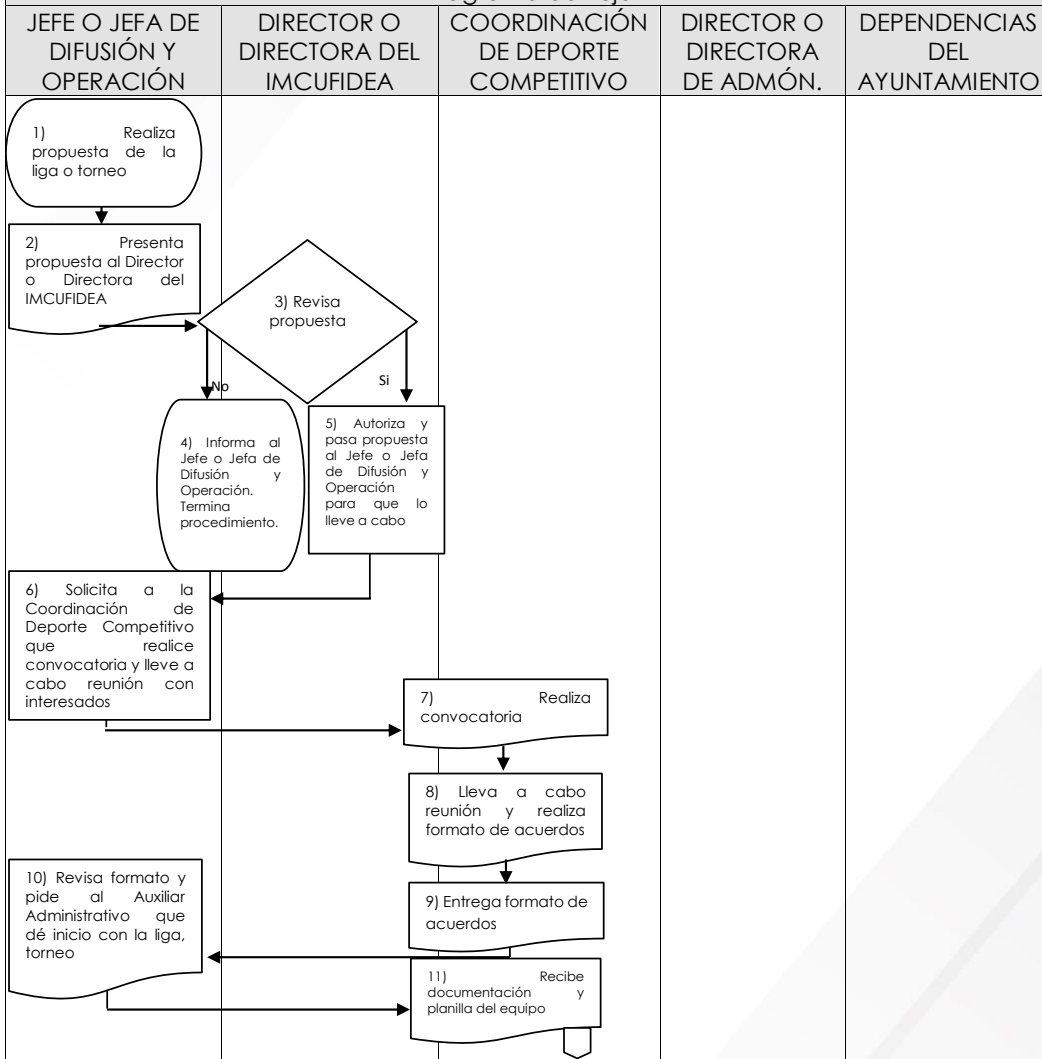 JEFE O JEFA DE
DIFUSIÓN Y
OPERACIÓN
DIRECTOR O
DIRECTORA DEL
IMCUFIDEA
COORDINACIÓN
DE DEPORTE
COMPETITIVO
DIRECTOR O
DIRECTORA
DE ADMÓN.
DEPENDENCIAS
DEL
AYUNTAMIENTO
1) Realiza
propuesta de la
liga o torneo
2) Presenta
propuesta al Director
o Directora del
IMCUFIDEA
3) Revisa
propuesta
No
Si
4) Informa al
Jefe o Jefa de
Difusión y
Operación.
Termina
procedimiento.
5) Autoriza y
pasa propuesta
al Jefe o Jefa
de Difusión y
Operación
para que lo
lleve a cabo
6) Solicita a la
Coordinación de
Deporte Competitivo
que realice
convocatoria y lleve a
cabo reunión con
interesados
7) Realiza
convocatoria
8) Lleva a cabo
reunión y realiza
formato de acuerdos
9) Entrega formato de
acuerdos
10) Revisa formato y
pide al Auxiliar
Administrativo que
dé inicio con la liga,
torneo
11) Recibe
documentación y
planilla del equipo